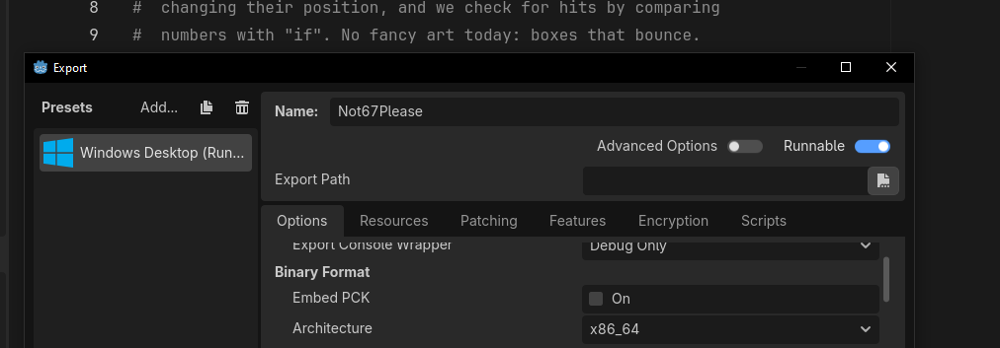 8 # changing their position, and we check for hits by comparing
9 # numbers with "if". No fancy art today: boxes that bounce.
Export
Presets Add...
Name: Not67Please
Windows Desktop (Run...
Advanced Options Runnable
Export Path
Options Resources Patching Features Encryption Scripts
Export Console Wrapper Debug Only
Binary Format
Embed PCK On
Architecture x86_64